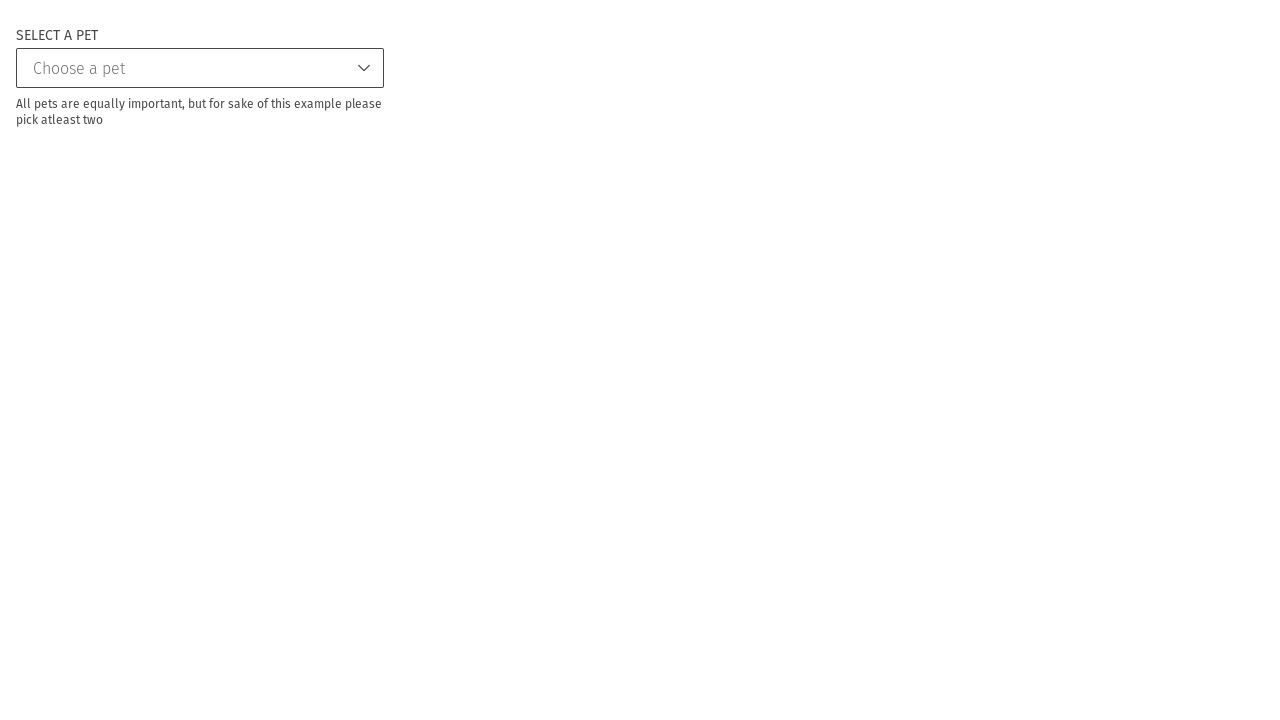 SELECT A PET
Choose a pet
All pets are equally important, but for sake of this example please
pick atleast two